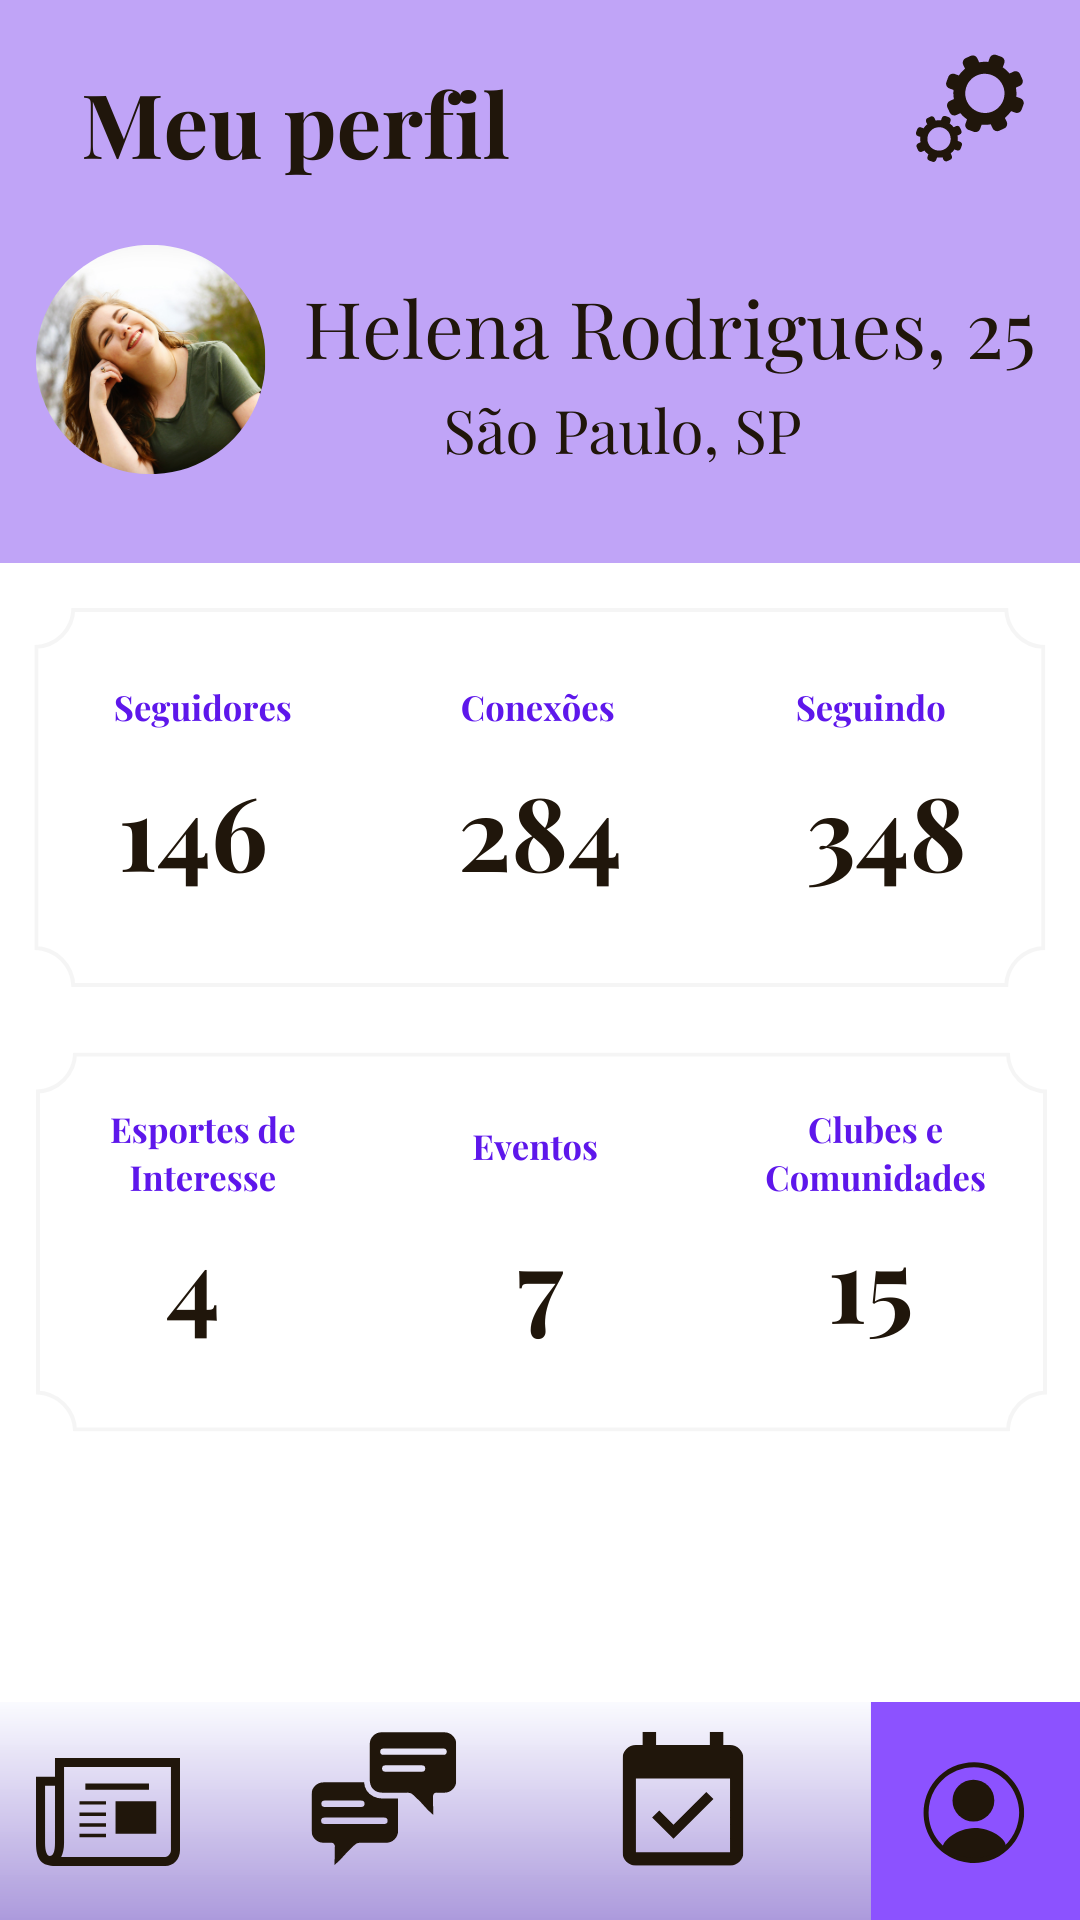 Meu perfil
Helena Rodrigues, 25
São Paulo, SP
Seguidores
Conexões
Seguindo
146
284
348
Esportes de
Interesse
Eventos
Clubes e
Comunidades
4
7
15